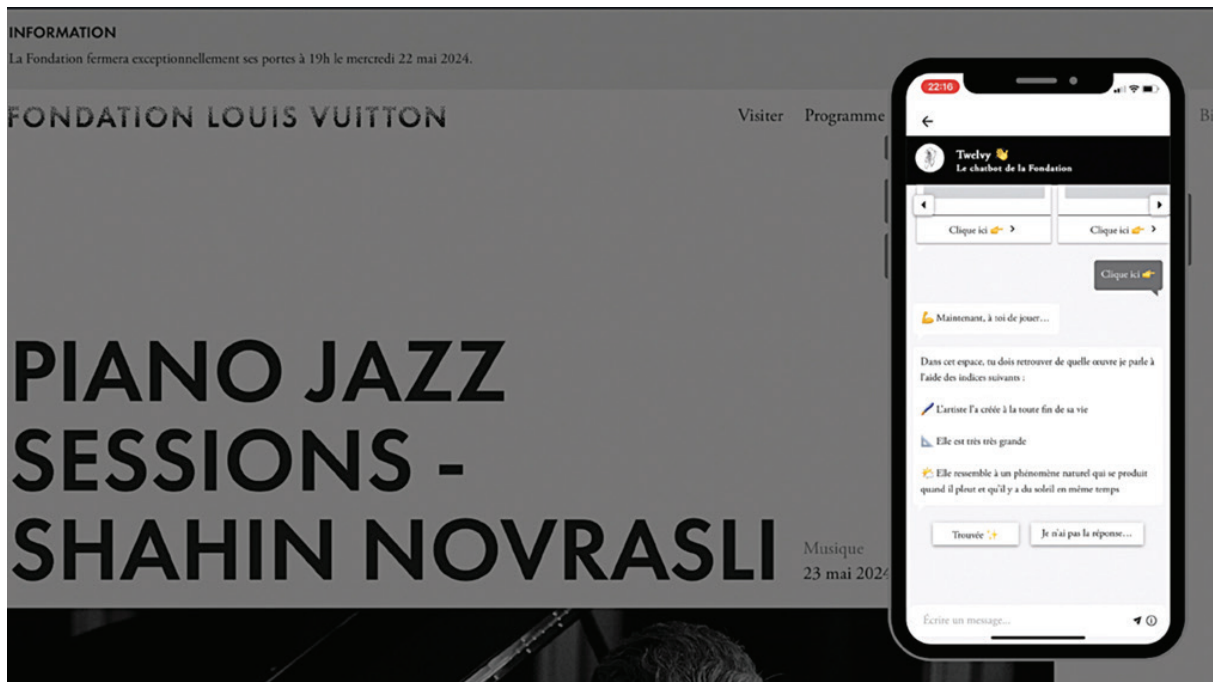 INFORMATION
La Fondation fermera exceptionnellement ses portes à 19h le mercredi 22 mai 2024.
FONDATION LOUIS VUITTON
Visiter Programme
Bi
PIANO JAZZ
SESSIONS -
SHAHIN NOVRASLI
Musique
23 mai 2024
22:16
Twelvy 👋
Le chatbot de la Fondation
Clique ici 👉 >
Clique ici 👉 >
Clique ici 👉
💪 Maintenant, à toi de jouer…
Dans cet espace, tu dois retrouver de quelle œuvre je parle à
l'aide des indices suivants :
🖊️ L'artiste l'a créée à la toute fin de sa vie
📐 Elle est très très grande
🌦️ Elle ressemble à un phénomène naturel qui se produit
quand il pleut et qu'il y a du soleil en même temps
Trouvée ✨
Je n'ai pas la réponse…
Écrire un message...